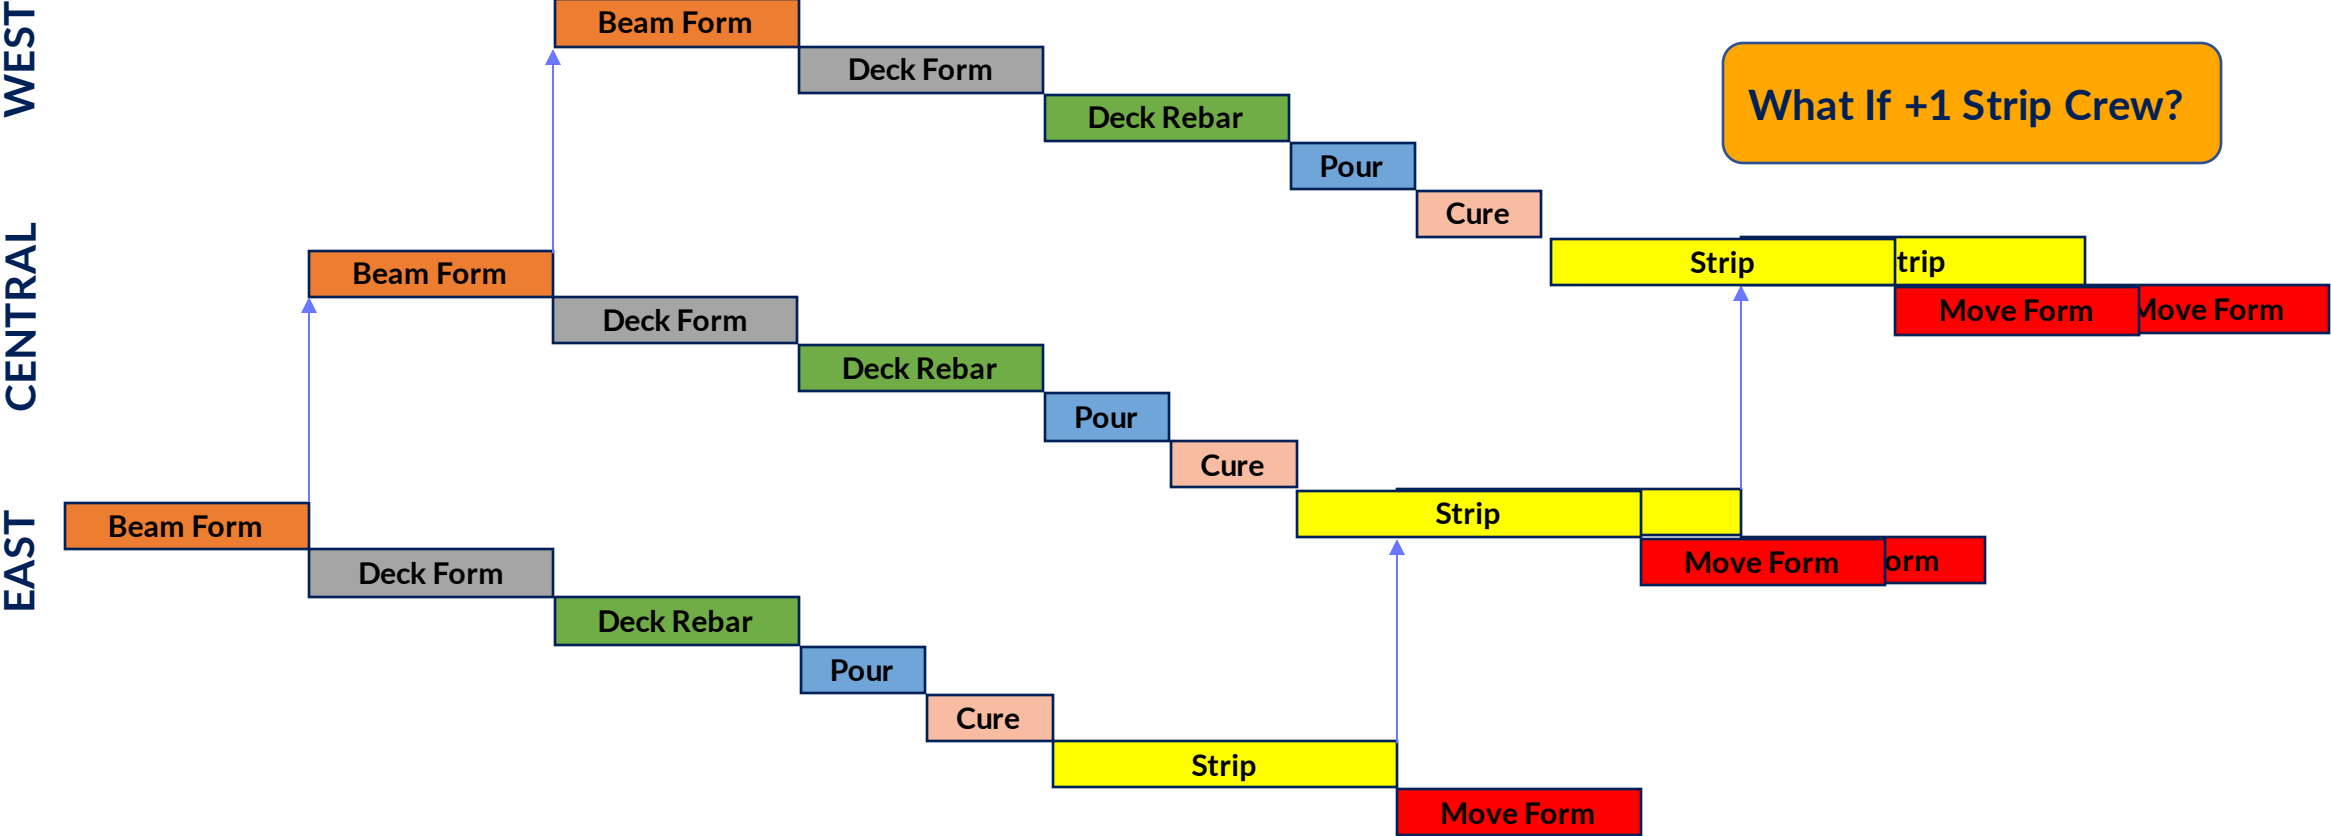 WEST
Beam Form
Deck Form
Deck Rebar
Pour
Cure
Strip
trip
Move Form
Move Form
What If +1 Strip Crew?
CENTRAL
Beam Form
Deck Form
Deck Rebar
Pour
Cure
Strip
Move Form
orm
EAST
Beam Form
Deck Form
Deck Rebar
Pour
Cure
Strip
Move Form